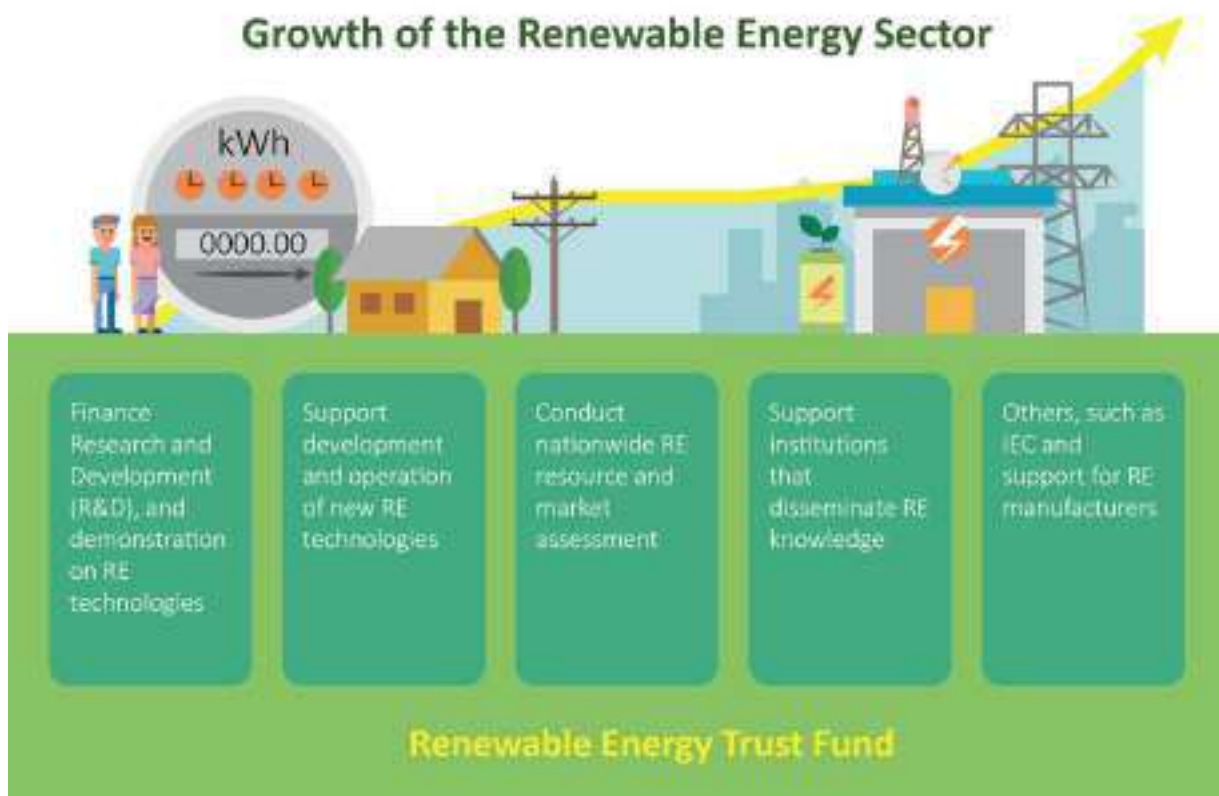 Growth of the Renewable Energy Sector
kWh
0000.00
Finance
Research and
Development
(R&D), and
demonstration
on RE
technologies
Support
development
and operation
of new RE
technologies
Conduct
nationwide RE
resource and
market
assessment
Support
institutions
that
disseminate RE
knowledge
Others, such as
IEC and
support for RE
manufacturers
Renewable Energy Trust Fund